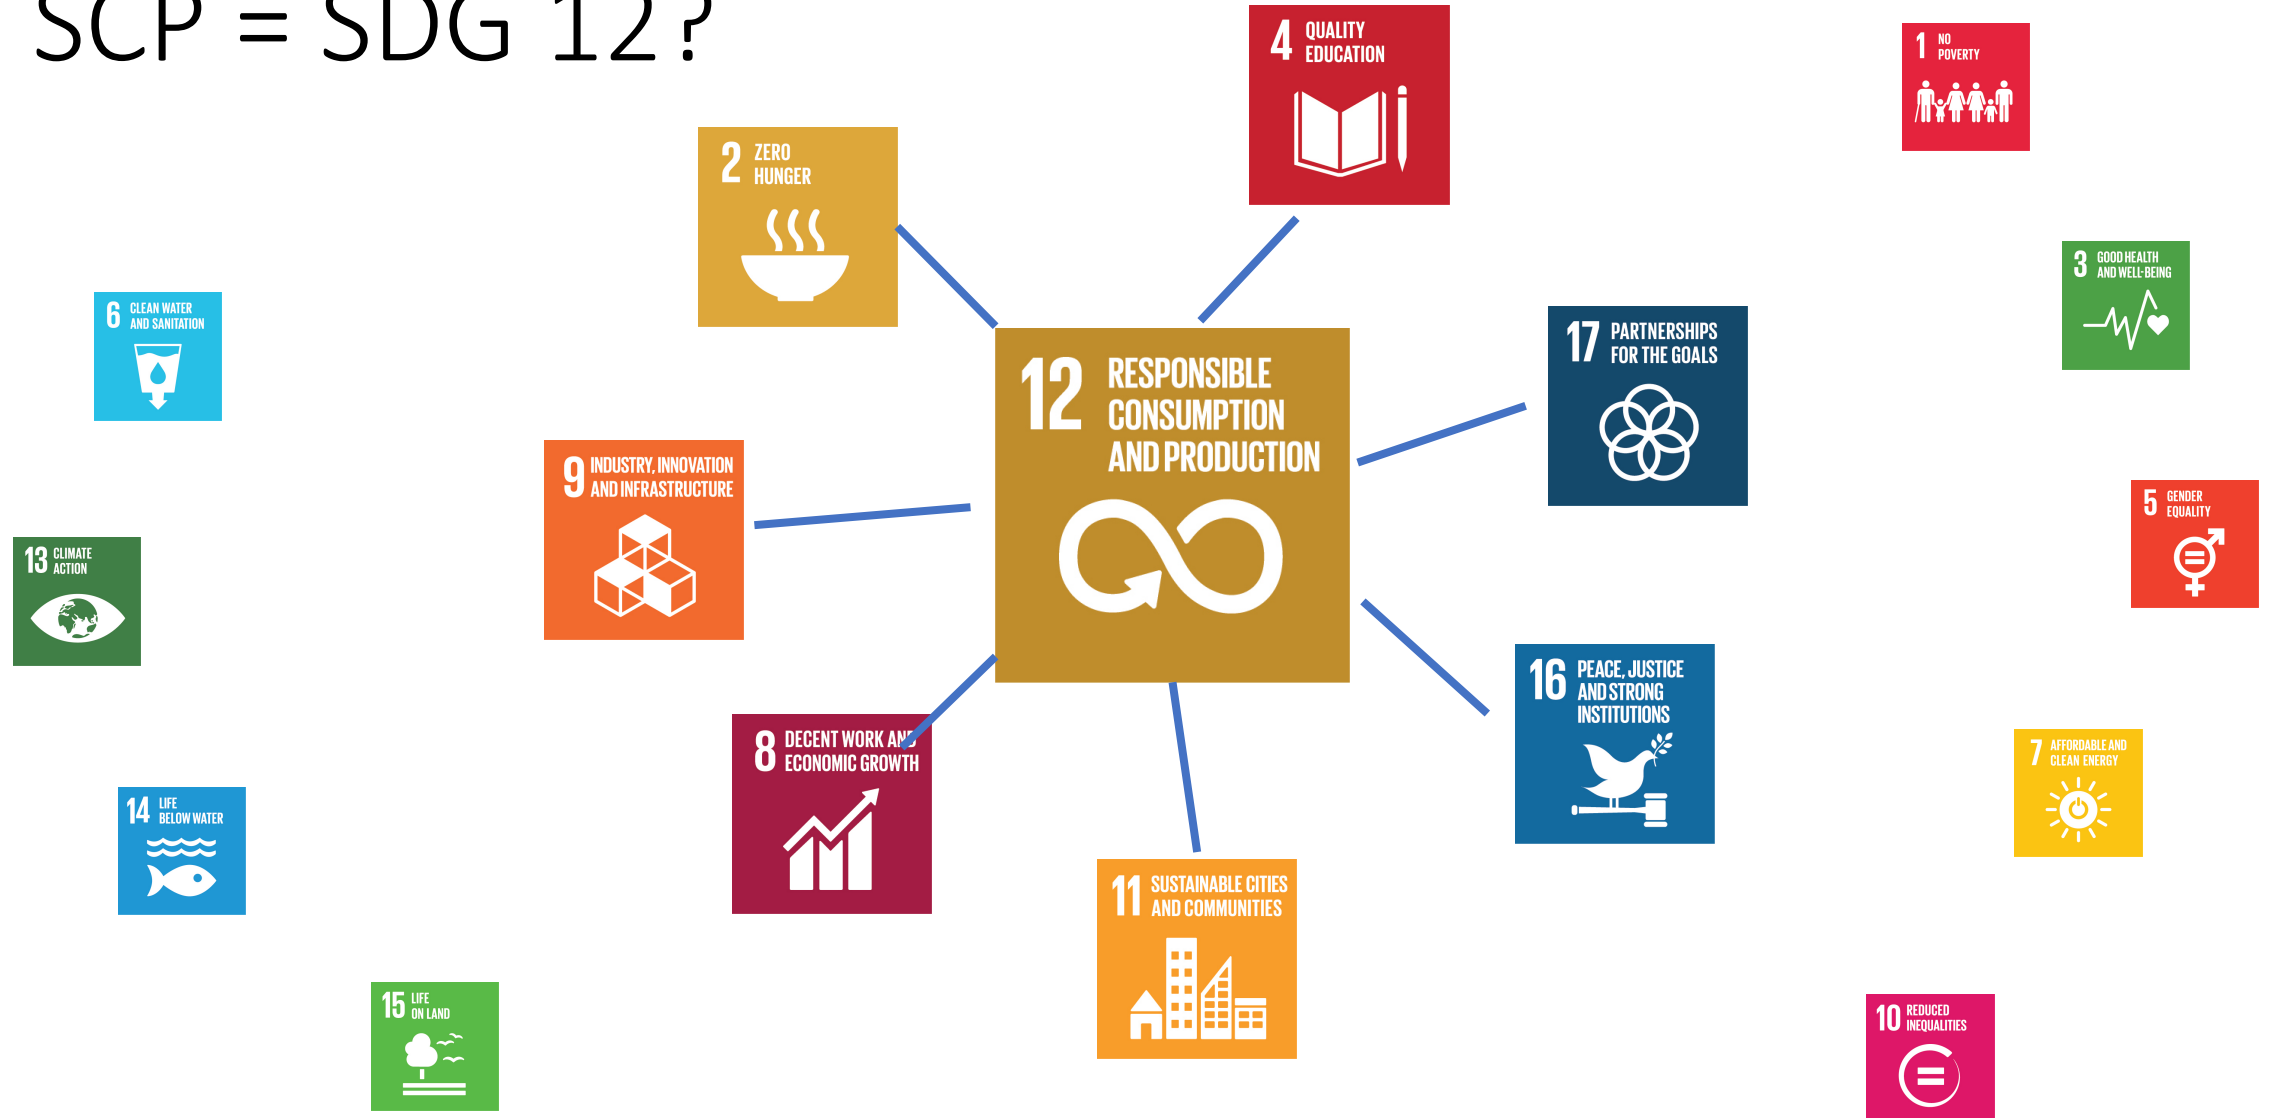 SCP = SDG 12?
4 QUALITY
EDUCATION
1 NO
POVERTY
2 ZERO
HUNGER
3 GOOD HEALTH
AND WELL-BEING
6 CLEAN WATER
AND SANITATION
17 PARTNERSHIPS
FOR THE GOALS
12 RESPONSIBLE
CONSUMPTION
AND PRODUCTION
9 INDUSTRY, INNOVATION
AND INFRASTRUCTURE
5 GENDER
EQUALITY
13 CLIMATE
ACTION
16 PEACE, JUSTICE
AND STRONG
INSTITUTIONS
8 DECENT WORK AND
ECONOMIC GROWTH
7 AFFORDABLE AND
CLEAN ENERGY
14 LIFE
BELOW WATER
11 SUSTAINABLE CITIES
AND COMMUNITIES
15 LIFE
ON LAND
10 REDUCED
INEQUALITIES